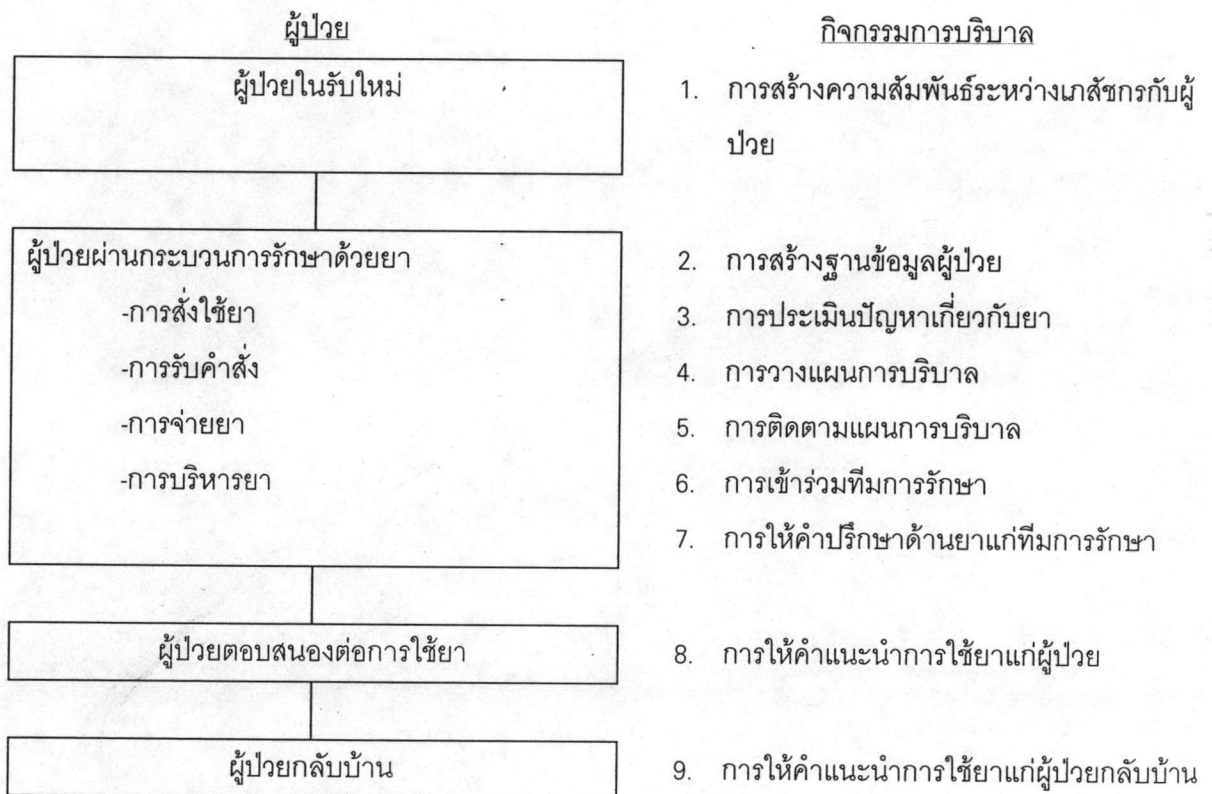 ผู้ป่วย
ผู้ป่วยในรับใหม่
ผู้ป่วยผ่านกระบวนการรักษาด้วยยา
-การสั่งใช้ยา
-การรับคำสั่ง
-การจ่ายยา
-การบริหารยา
ผู้ป่วยตอบสนองต่อการใช้ยา
ผู้ป่วยกลับบ้าน
กิจกรรมการบริบาล
1. การสร้างความสัมพันธ์ระหว่างเภสัชกรกับผู้
ป่วย
2. การสร้างฐานข้อมูลผู้ป่วย
3. การประเมินปัญหาเกี่ยวกับยา
4. การวางแผนการบริบาล
5. การติดตามแผนการบริบาล
6. การเข้าร่วมทีมการรักษา
7. การให้คำปรึกษาด้านยาแก่ทีมการรักษา
8. การให้คำแนะนำการใช้ยาแก่ผู้ป่วย
9. การให้คำแนะนำการใช้ยาแก่ผู้ป่วยกลับบ้าน